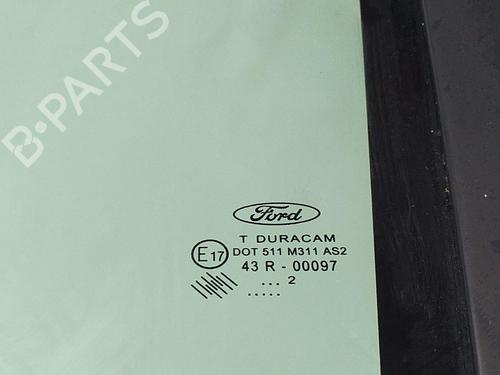 B-PARTS
Ford
T DURACAM
E17
DOT 511 M311 AS2
43 R - 00097
... 2
.....